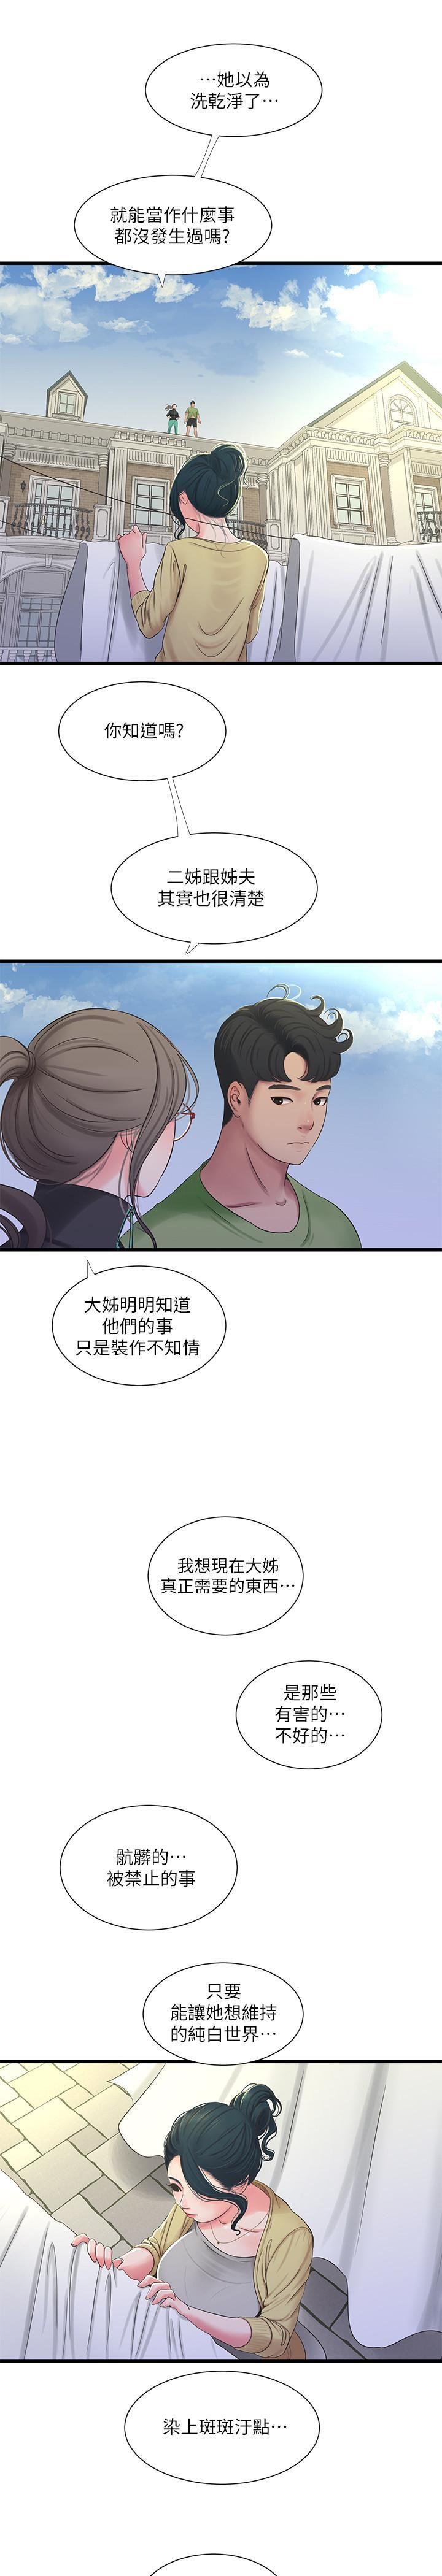 …她以為
洗乾淨了…
就能當作什麼事
都沒發生過嗎?
你知道嗎?
二姊跟姊夫
其實也很清楚
大姊明明知道
他們的事
只是裝作不知情
我想現在大姊
真正需要的東西…
是那些
有害的…
不好的…
骯髒的…
被禁止的事
只要
能讓她想維持
的純白世界…
染上斑斑汙點…